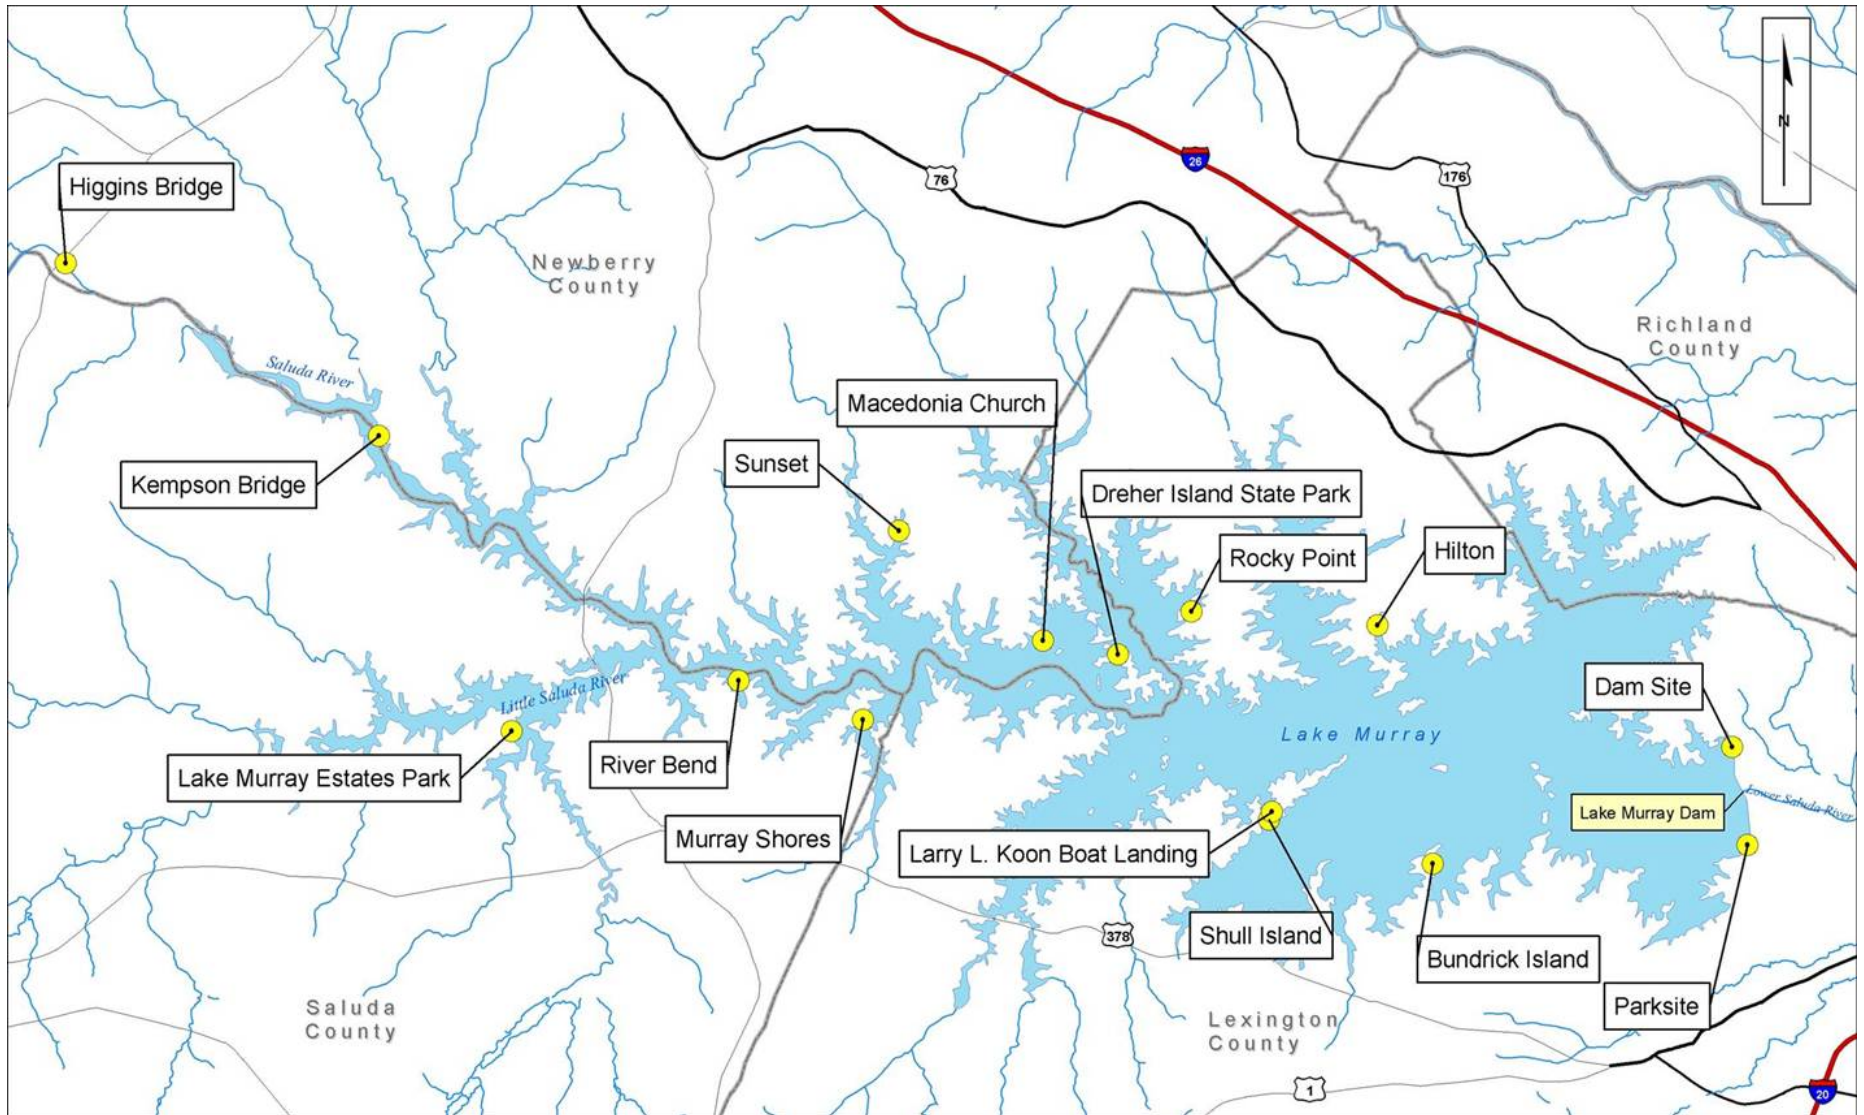 N
26
176
76
Higgins Bridge
Newberry
County
Richland
County
Saluda River
Macedonia Church
Sunset
Kempson Bridge
Dreher Island State Park
Rocky Point
Hilton
Dam Site
Little Saluda River
Lake Murray
River Bend
Lake Murray Estates Park
Lower Saluda River
Lake Murray Dam
Murray Shores
Larry L. Koon Boat Landing
378
Shull Island
Bundrick Island
Parksite
Saluda
County
Lexington
County
1
20